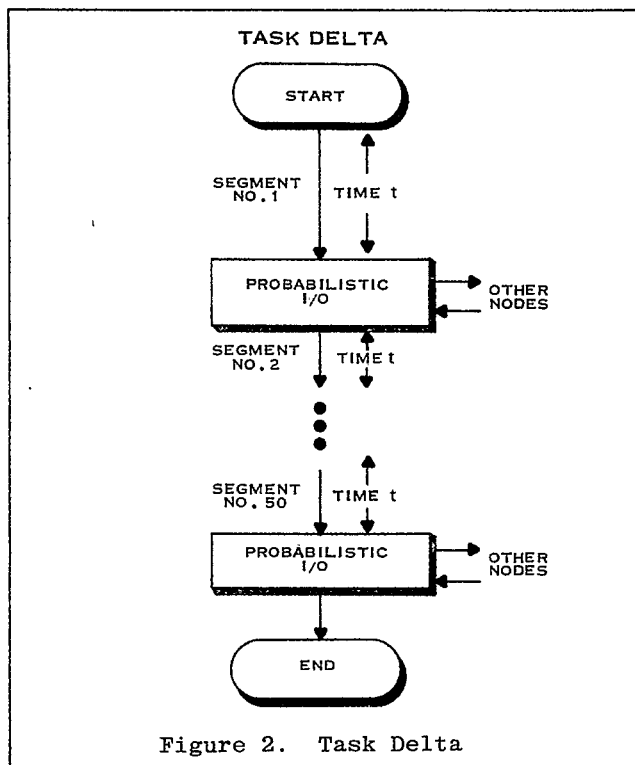 TASK DELTA
START
SEGMENT
NO.1
TIME t
PROBABILISTIC
I/O
OTHER
NODES
SEGMENT
NO.2
TIME t
SEGMENT
NO.50
TIME t
PROBABILISTIC
I/O
OTHER
NODES
END
Figure 2. Task Delta